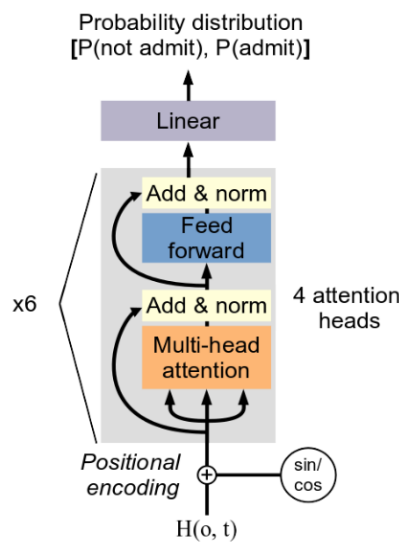 Probability distribution
[P(not admit), P(admit)]
Linear
Add & norm
Feed
forward
x6
Add & norm
4 attention
heads
Multi-head
attention
Positional
encoding
sin/
cos
H(o, t)